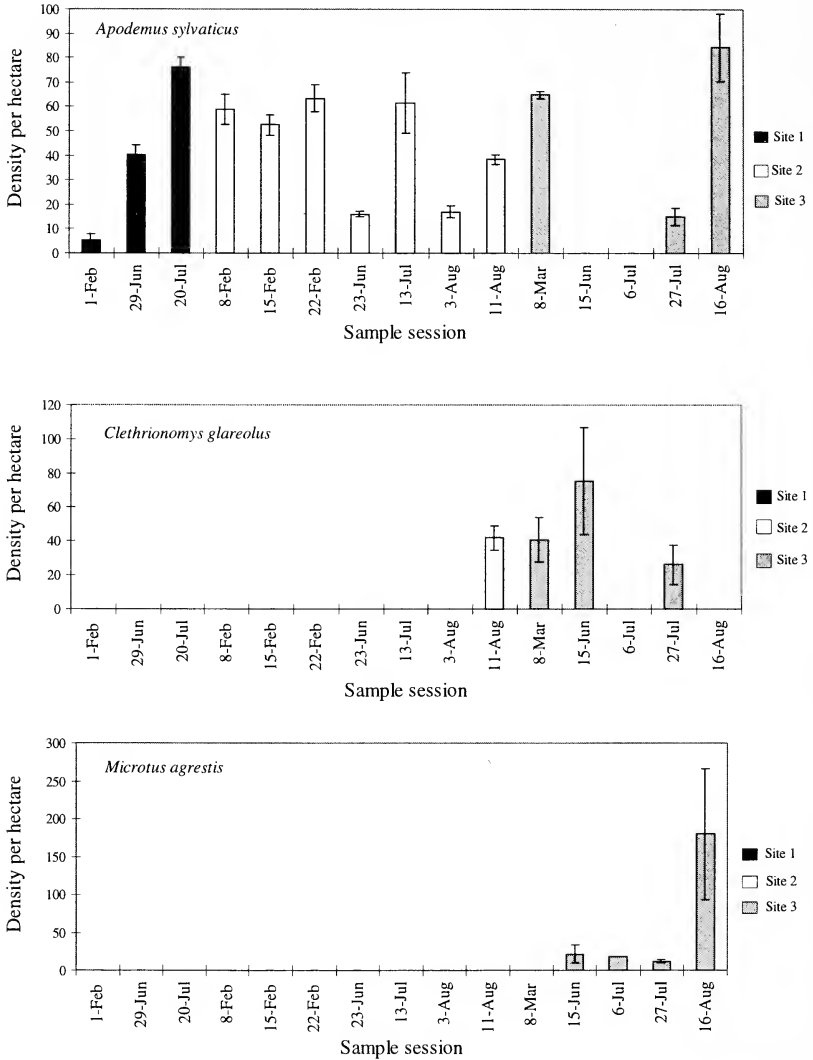 Apodemus sylvaticus
Density per hectare
100
90
80
70
60
50
40
30
20
10
0
1-Feb
29-Jun
20-Jul
8-Feb
15-Feb
22-Feb
23-Jun
13-Jul
3-Aug
11-Aug
8-Mar
15-Jun
6-Jul
27-Jul
16-Aug
Sample session
Site 1
Site 2
Site 3
Clethrionomys glareolus
Density per hectare
120
100
80
60
40
20
0
1-Feb
29-Jun
20-Jul
8-Feb
15-Feb
22-Feb
23-Jun
13-Jul
3-Aug
11-Aug
8-Mar
15-Jun
6-Jul
27-Jul
16-Aug
Sample session
Site 1
Site 2
Site 3
Microtus agrestis
Density per hectare
300
250
200
150
100
50
0
1-Feb
29-Jun
20-Jul
8-Feb
15-Feb
22-Feb
23-Jun
13-Jul
3-Aug
11-Aug
8-Mar
15-Jun
6-Jul
27-Jul
16-Aug
Sample session
Site 1
Site 2
Site 3